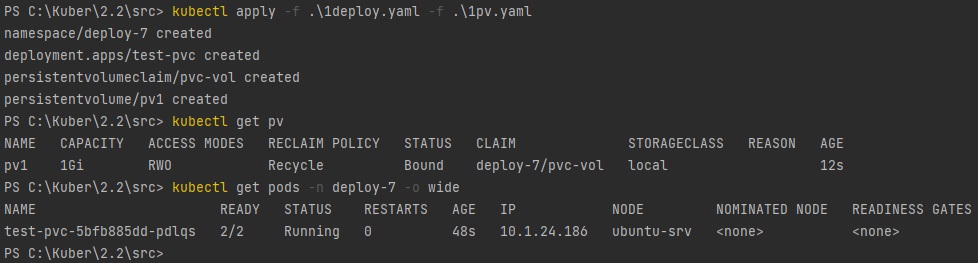 PS C:\Kuber\2.2\src> kubectl apply -f .\1deploy.yaml -f .\1pv.yaml
namespace/deploy-7 created
deployment.apps/test-pvc created
persistentvolumeclaim/pvc-vol created
persistentvolume/pv1 created
PS C:\Kuber\2.2\src> kubectl get pv
NAME   CAPACITY   ACCESS MODES   RECLAIM POLICY   STATUS   CLAIM              STORAGECLASS   REASON   AGE
pv1    1Gi        RWO            Recycle          Bound    deploy-7/pvc-vol   local                   12s
PS C:\Kuber\2.2\src> kubectl get pods -n deploy-7 -o wide
NAME                       READY   STATUS    RESTARTS   AGE   IP            NODE         NOMINATED NODE   READINESS GATES
test-pvc-5bfb885dd-pdlqs   2/2     Running   0          48s   10.1.24.186   ubuntu-srv   <none>           <none>
PS C:\Kuber\2.2\src>